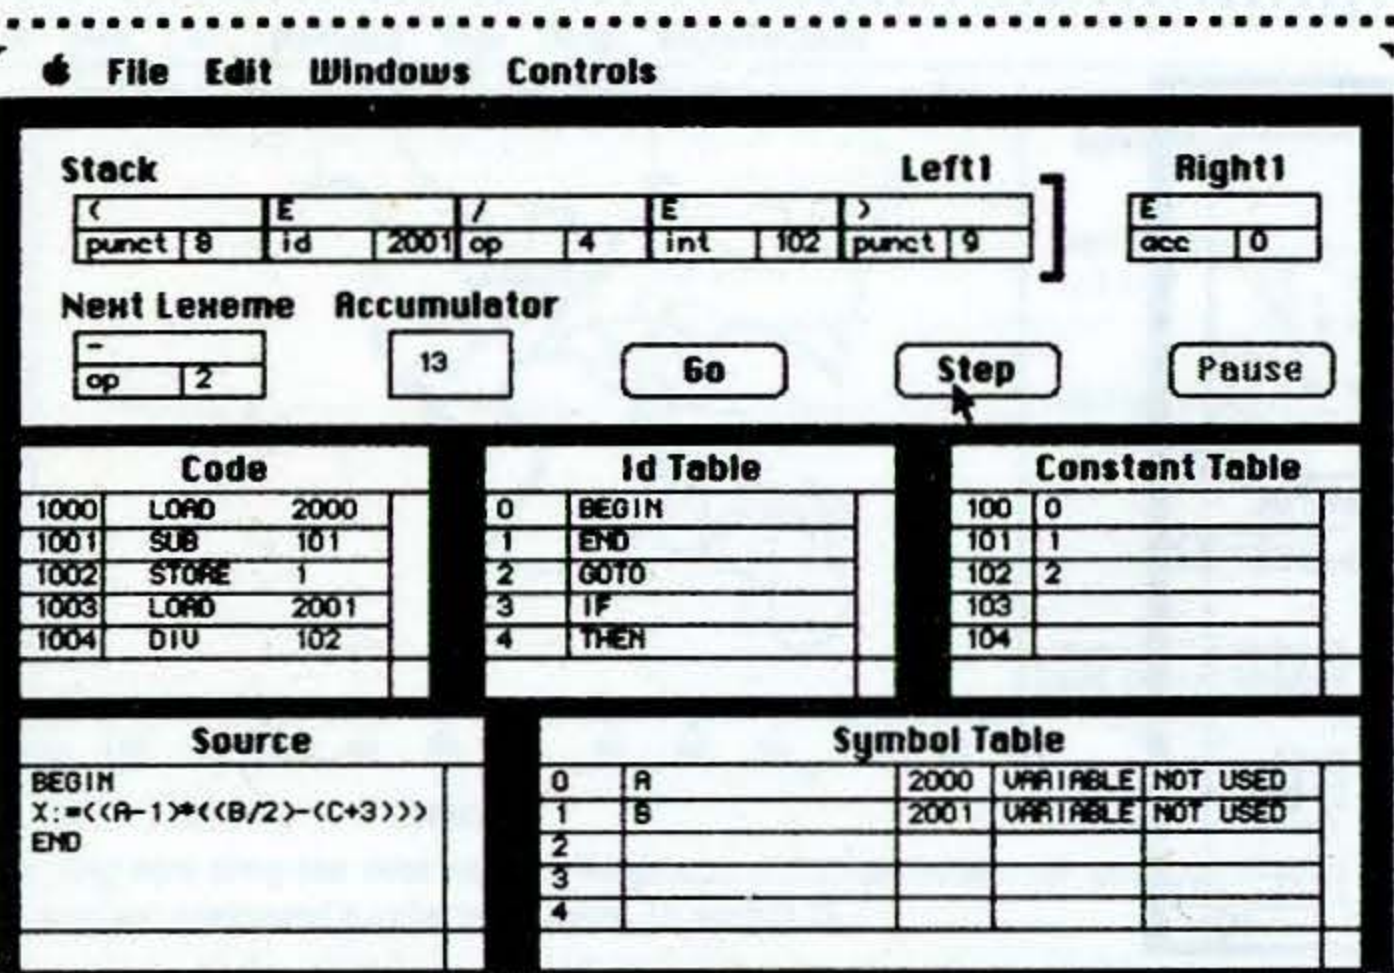 File Edit Windows Controls
Stack Left1 Right1
( E / E ) E
punct 8 id 2001 op 4 int 102 punct 9 acc 0
Next Lexeme Accumulator
-
op 2
13
Go Step Pause
Code
1000 LOAD 2000
1001 SUB 101
1002 STORE 1
1003 LOAD 2001
1004 DIV 102
Id Table
0 BEGIN
1 END
2 GOTO
3 IF
4 THEN
Constant Table
100 0
101 1
102 2
103
104
Source
BEGIN
X:=((A-1)*((B/2)-(C+3)))
END
Symbol Table
0 A 2000 VARIABLE NOT USED
1 B 2001 VARIABLE NOT USED
2
3
4